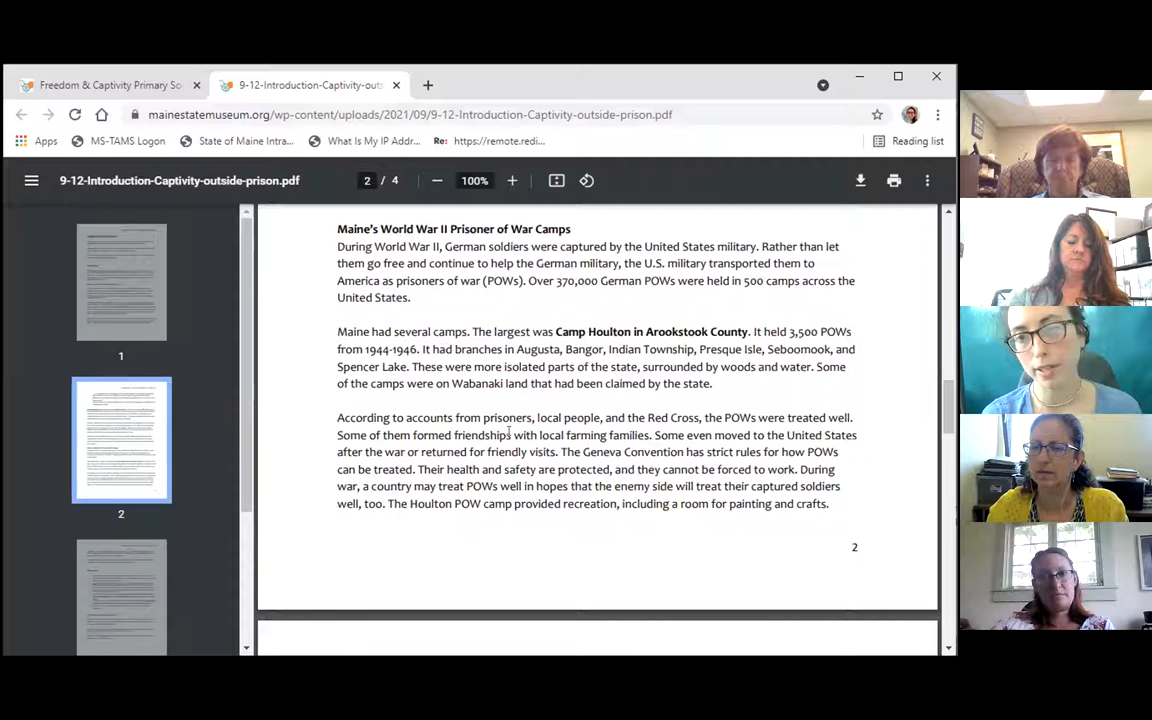 Freedom & Captivity Primary So
9-12-Introduction-Captivity-outs
mainestatemuseum.org/wp-content/uploads/2021/09/9-12-Introduction-Captivity-outside-prison.pdf
Apps
MS-TAMS Logon
State of Maine Intra...
What Is My IP Addr...
Re: https://remote.redi...
Reading list
9-12-Introduction-Captivity-outside-prison.pdf
2 / 4
100%
Maine's World War II Prisoner of War Camps
During World War II, German soldiers were captured by the United States military. Rather than let
them go free and continue to help the German military, the U.S. military transported them to
America as prisoners of war (POWs). Over 370,000 German POWs were held in 500 camps across the
United States.
Maine had several camps. The largest was Camp Houlton in Arookstook County. It held 3,500 POWs
from 1944-1946. It had branches in Augusta, Bangor, Indian Township, Presque Isle, Seboomook, and
Spencer Lake. These were more isolated parts of the state, surrounded by woods and water. Some
of the camps were on Wabanaki land that had been claimed by the state.
According to accounts from prisoners, local people, and the Red Cross, the POWs were treated well.
Some of them formed friendships with local farming families. Some even moved to the United States
after the war or returned for friendly visits. The Geneva Convention has strict rules for how POWs
can be treated. Their health and safety are protected, and they cannot be forced to work. During
war, a country may treat POWs well in hopes that the enemy side will treat their captured soldiers
well, too. The Houlton POW camp provided recreation, including a room for painting and crafts.
2
1
2